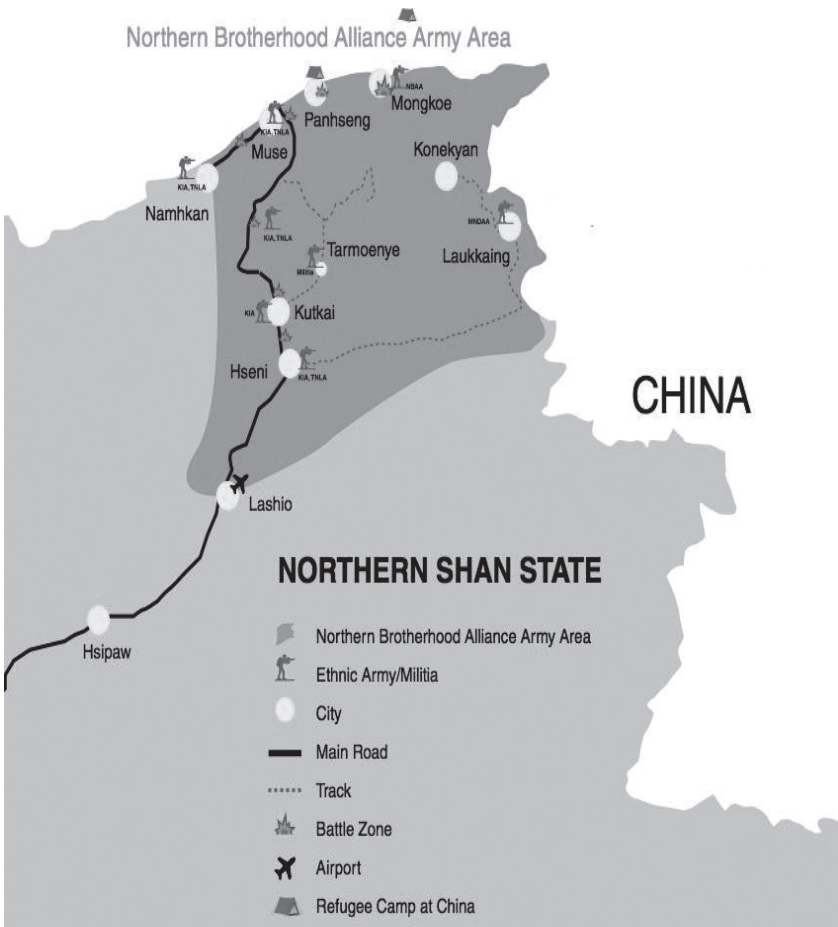 Northern Brotherhood Alliance Army Area
NBAA
Mongkoe
Panhseng
KIA, TNLA
Muse
Konekyan
KIA, TNLA
Namhkan
MNDAA
Laukkaing
KIA, TNLA
Tarmoenye
Militia
KIA
Kutkai
Hseni
KIA, TNLA
CHINA
Lashio
NORTHERN SHAN STATE
Northern Brotherhood Alliance Army Area
Hsipaw
Ethnic Army/Militia
City
Main Road
Track
Battle Zone
Airport
Refugee Camp at China